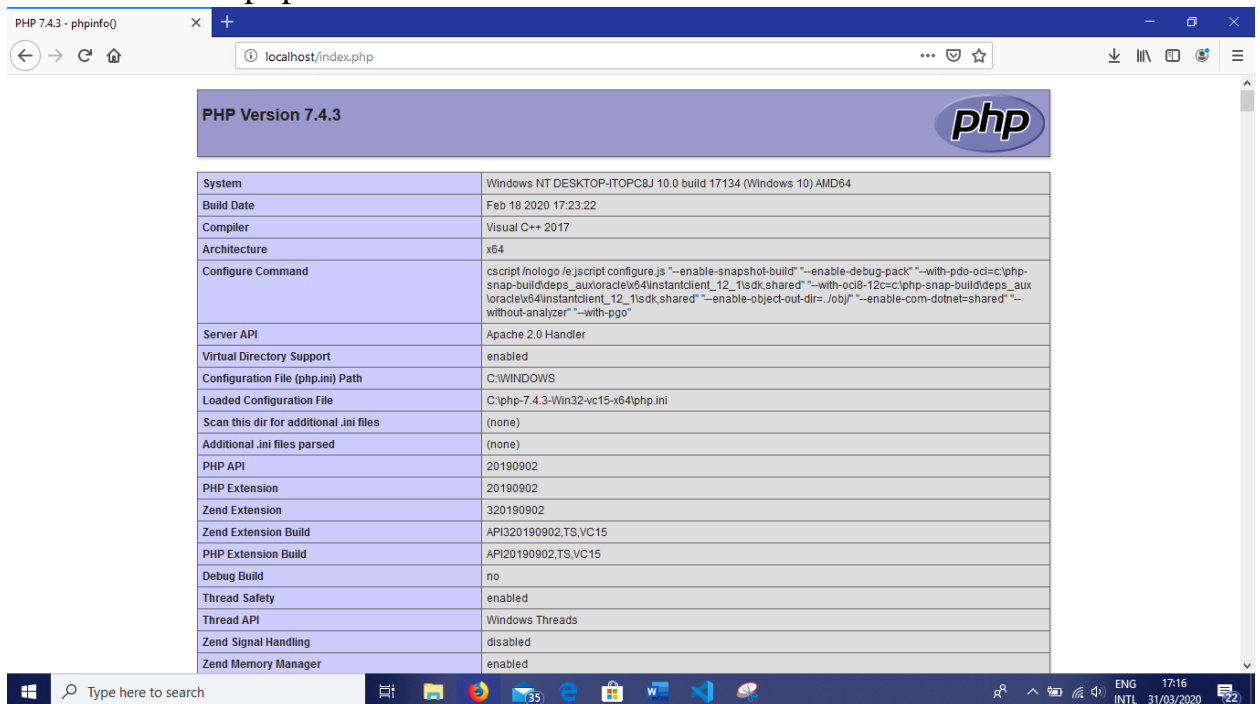 PHP 7.4.3 - phpinfo()
localhost/index.php
PHP Version 7.4.3
php
System Windows NT DESKTOP-ITOPC8J 10.0 build 17134 (Windows 10) AMD64
Build Date Feb 18 2020 17:23:22
Compiler Visual C++ 2017
Architecture x64
Configure Command cscript /nologo /e:jscript configure.js "--enable-snapshot-build" "--enable-debug-pack" "--with-pdo-oci=c:\php-
snap-build\deps_aux\oracle\x64\instantclient_12_1\sdk,shared" "--with-oci8-12c=c:\php-snap-build\deps_aux
\oracle\x64\instantclient_12_1\sdk,shared" "--enable-object-out-dir=../obj/" "--enable-com-dotnet=shared" "--
without-analyzer" "--with-pgo"
Server API Apache 2.0 Handler
Virtual Directory Support enabled
Configuration File (php.ini) Path C:\WINDOWS
Loaded Configuration File C:\php-7.4.3-Win32-vc15-x64\php.ini
Scan this dir for additional .ini files (none)
Additional .ini files parsed (none)
PHP API 20190902
PHP Extension 20190902
Zend Extension 320190902
Zend Extension Build API320190902,TS,VC15
PHP Extension Build API20190902,TS,VC15
Debug Build no
Thread Safety enabled
Thread API Windows Threads
Zend Signal Handling disabled
Zend Memory Manager enabled
Type here to search
35
ENG 17:16
INTL 31/03/2020
22